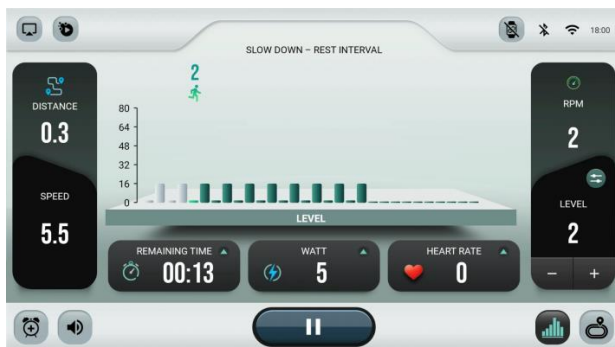 18:00
SLOW DOWN – REST INTERVAL
DISTANCE
0.3
SPEED
5.5
2
80
64
48
32
16
0
LEVEL
RPM
2
LEVEL
2
− +
REMAINING TIME
00:13
WATT
5
HEART RATE
0